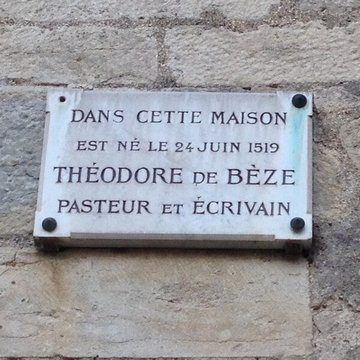 DANS CETTE MAISON
EST NÉ LE 24 JUIN 1519
THÉODORE DE BÈZE
PASTEUR ET ÉCRIVAIN